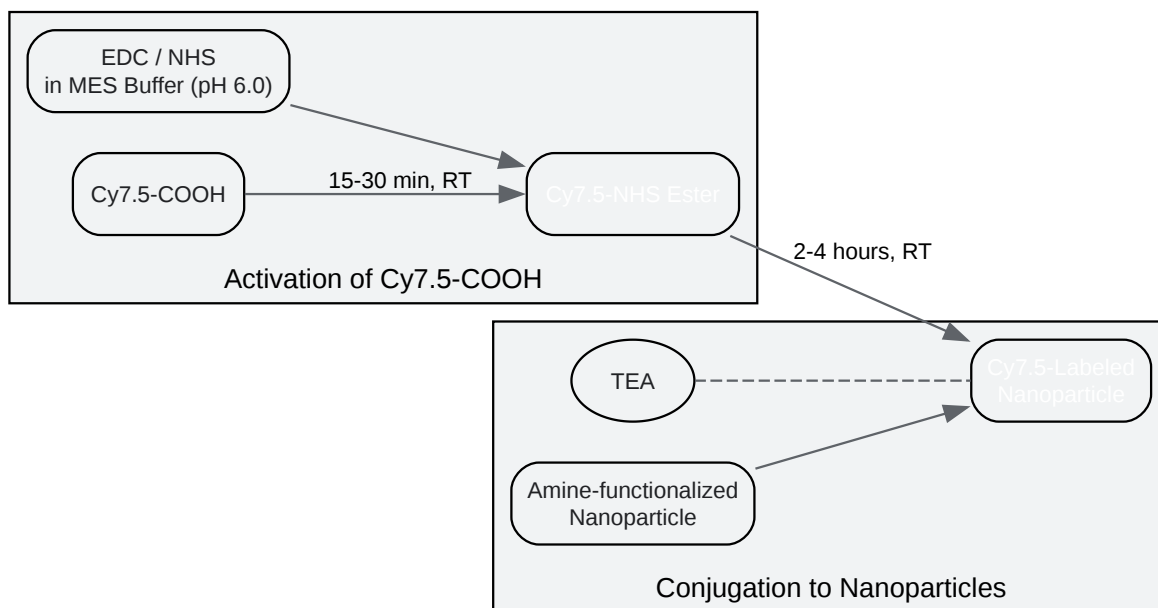 EDC / NHS
in MES Buffer (pH 6.0)
Cy7.5-COOH
15-30 min, RT
Cy7.5-NHS Ester
Activation of Cy7.5-COOH
2-4 hours, RT
TEA
Cy7.5-Labeled
Nanoparticle
Amine-functionalized
Nanoparticle
Conjugation to Nanoparticles